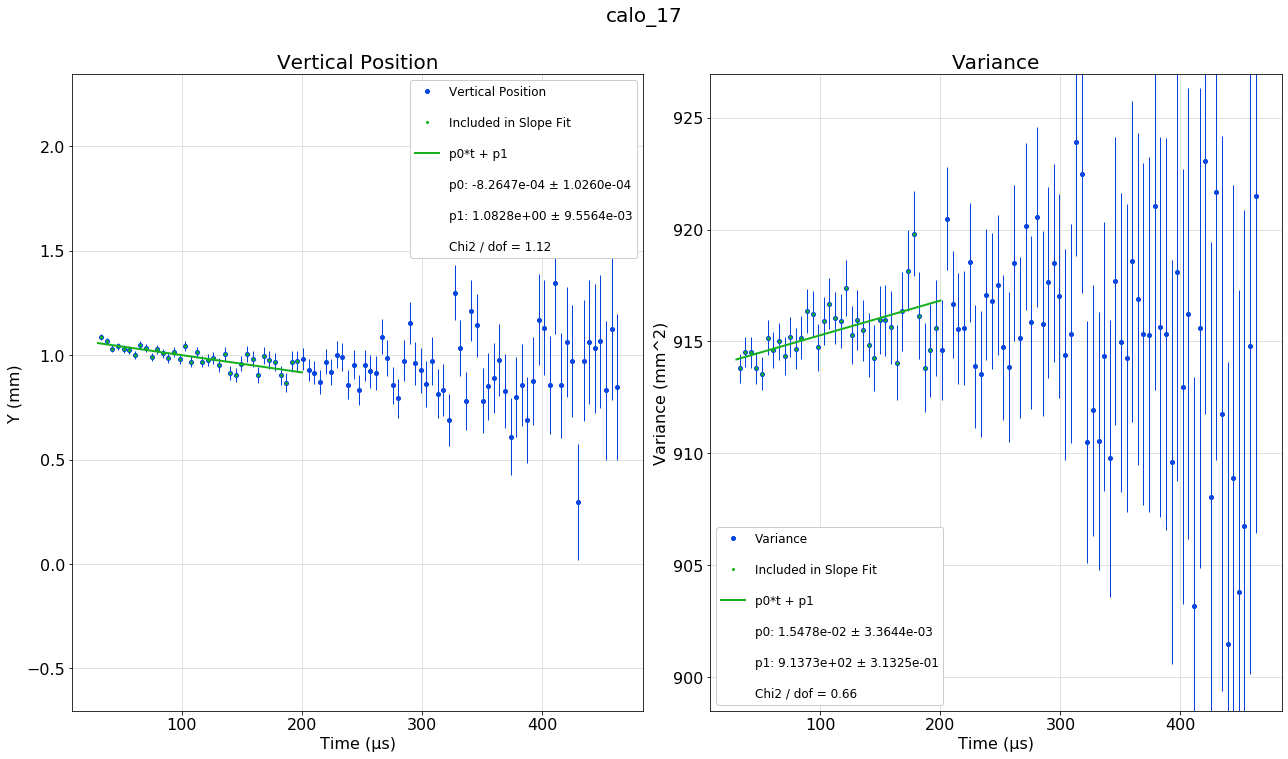 calo_17
Vertical Position
Y (mm)
2.0
1.5
1.0
0.5
0.0
−0.5
100
200
300
400
Time (μs)
Vertical Position
Included in Slope Fit
p0*t + p1
p0: -8.2647e-04 ± 1.0260e-04
p1: 1.0828e+00 ± 9.5564e-03
Chi2 / dof = 1.12
Variance
Variance (mm^2)
925
920
915
910
905
900
100
200
300
400
Time (μs)
Variance
Included in Slope Fit
p0*t + p1
p0: 1.5478e-02 ± 3.3644e-03
p1: 9.1373e+02 ± 3.1325e-01
Chi2 / dof = 0.66